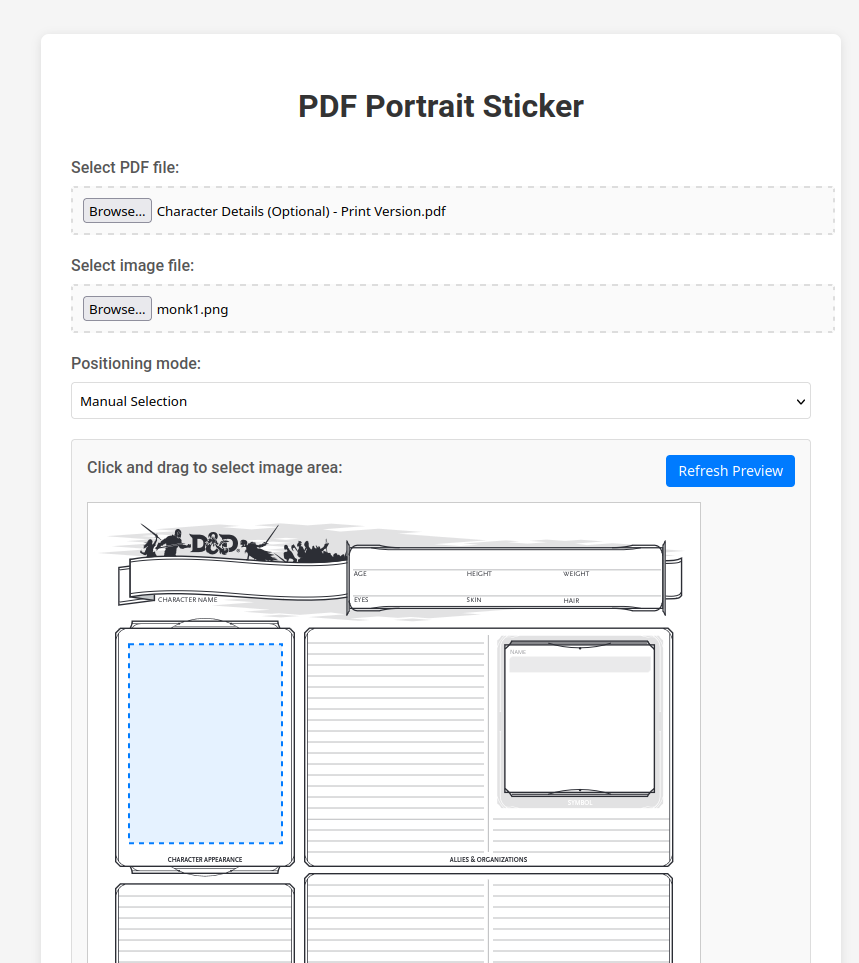 PDF Portrait Sticker
Select PDF file:
Browse... Character Details (Optional) - Print Version.pdf
Select image file:
Browse... monk1.png
Positioning mode:
Manual Selection
Click and drag to select image area:
Refresh Preview
D&D
AGE HEIGHT WEIGHT
CHARACTER NAME
EYES SKIN HAIR
NAME
SYMBOL
CHARACTER APPEARANCE
ALLIES & ORGANIZATIONS